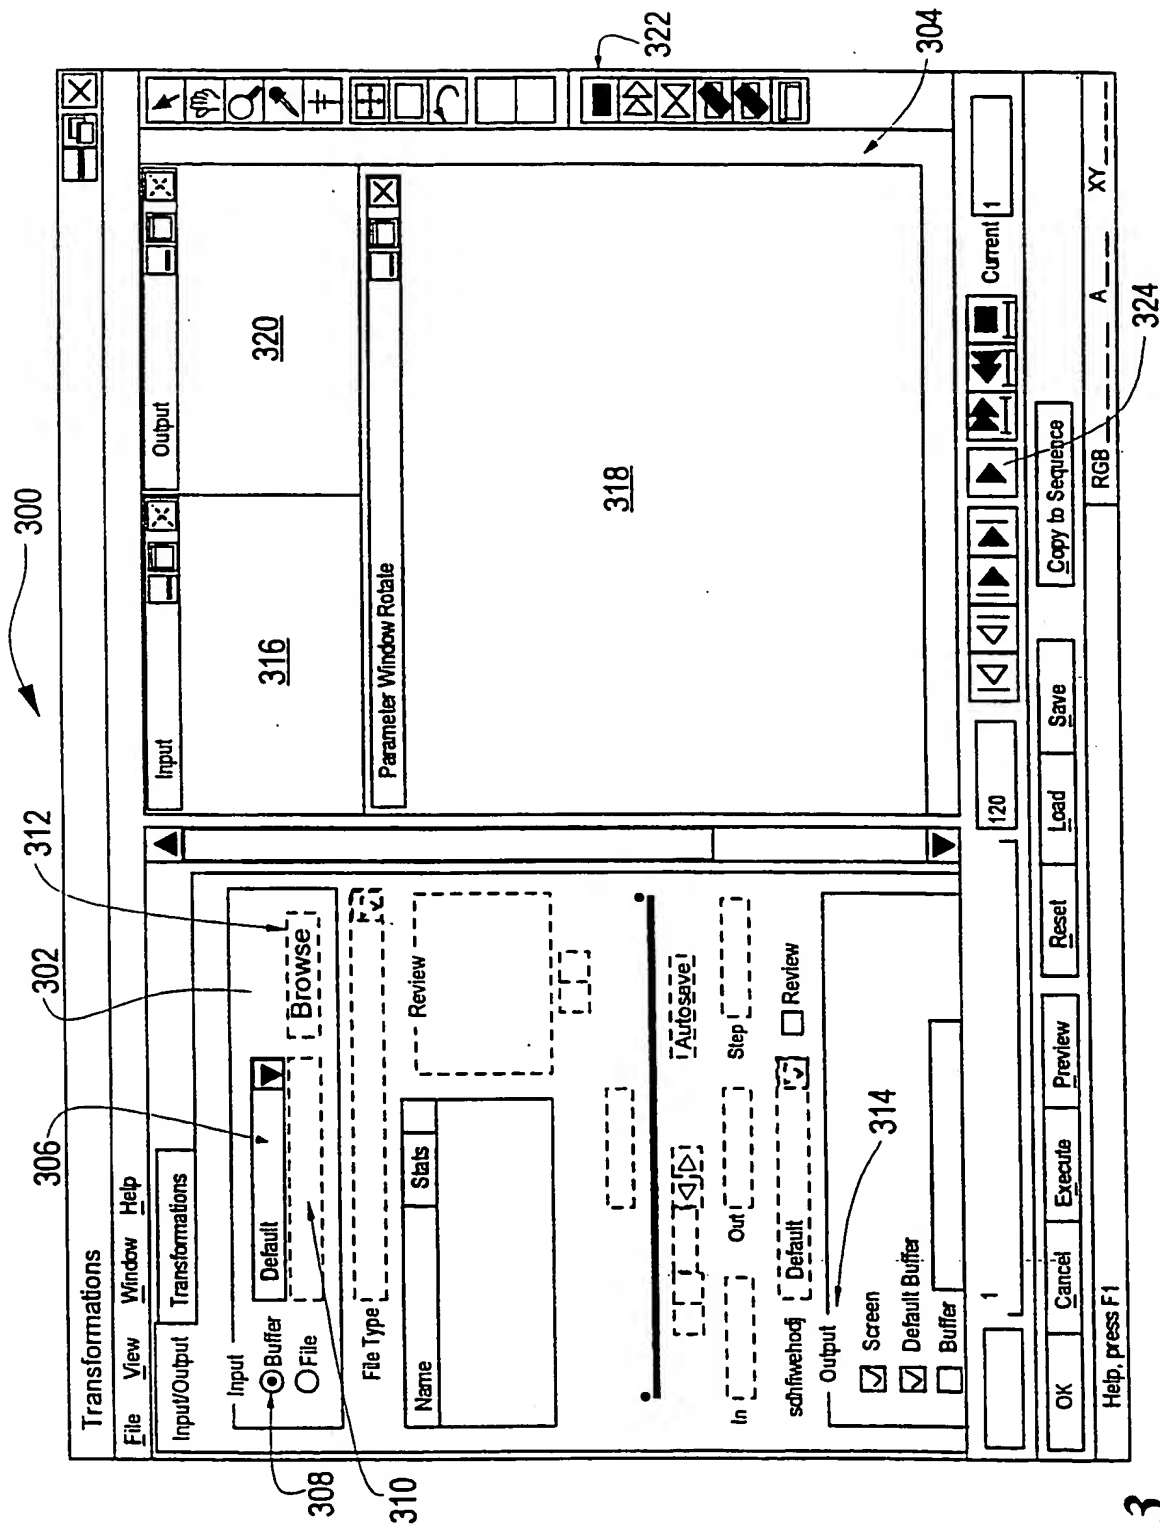 300
Transformations
File View Window Help
Input/Output Transformations
306
302
312
Input
Buffer
File
Default
Browse
308
310
File Type
Name Stats
Review
Autosave
In Out Step
sdhfiwehodj Default Review
Output
314
Screen
Default Buffer
Buffer
Input
316
Output
320
Parameter Window Rotate
318
322
304
1 120
Current 1
324
OK Cancel Execute Preview Reset Load Save Copy to Sequence
Help, press F1
RGB A XY
3